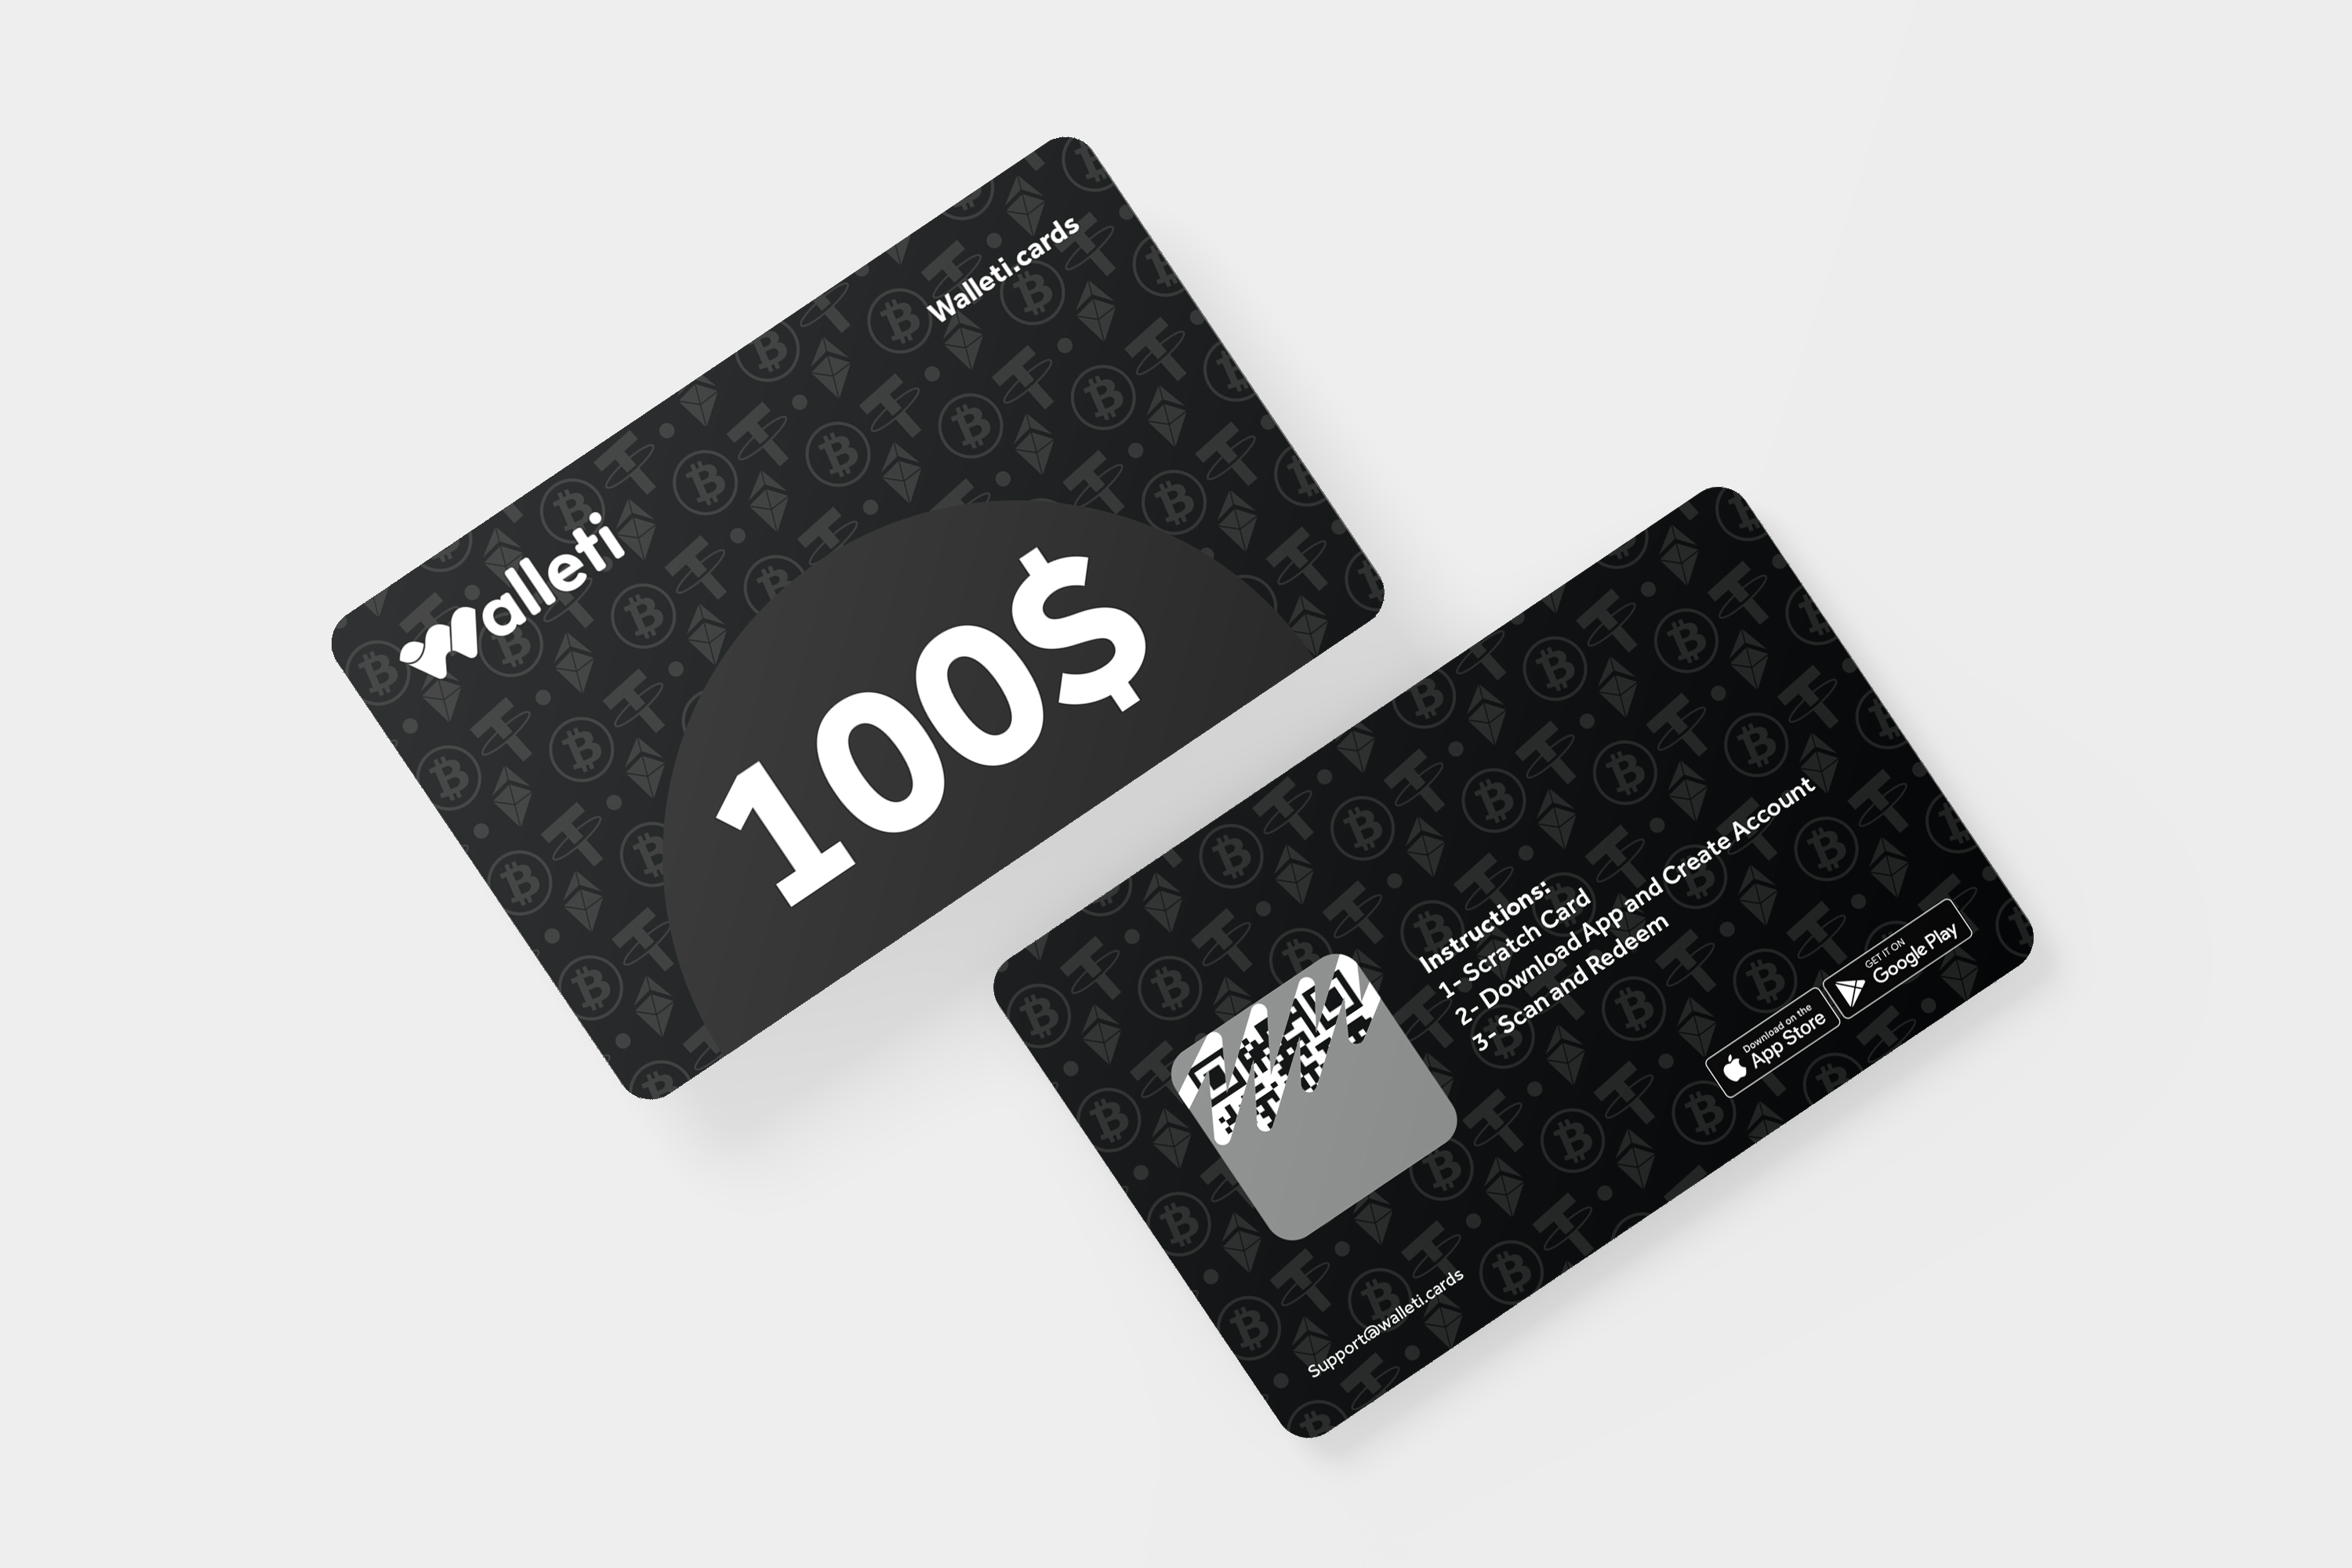 Walleti.cards
walleti
100$
Instructions:
1- Scratch Card
2- Download App and Create Account
3- Scan and Redeem
Download on the
App Store
GET IT ON
Google Play
Support@walleti.cards